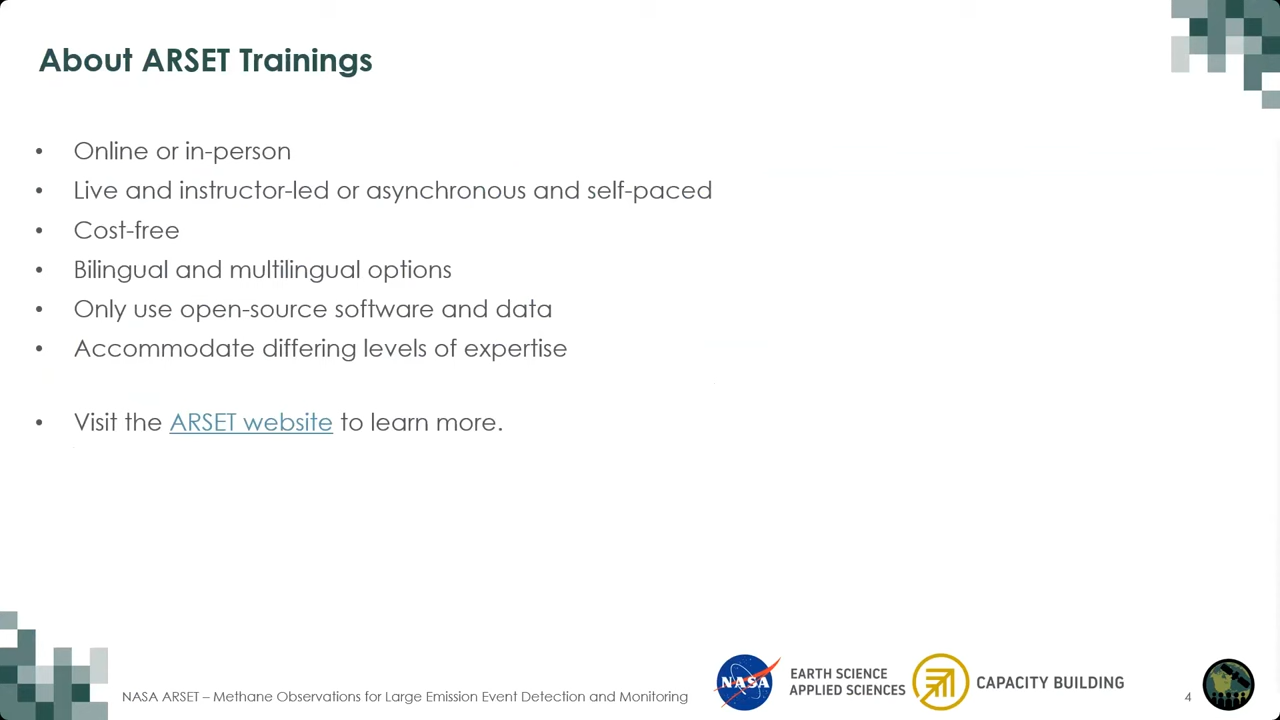 About ARSET Trainings
• Online or in-person
• Live and instructor-led or asynchronous and self-paced
• Cost-free
• Bilingual and multilingual options
• Only use open-source software and data
• Accommodate differing levels of expertise
• Visit the ARSET website to learn more.
NASA ARSET – Methane Observations for Large Emission Event Detection and Monitoring
NASA
EARTH SCIENCE
APPLIED SCIENCES
CAPACITY BUILDING
4